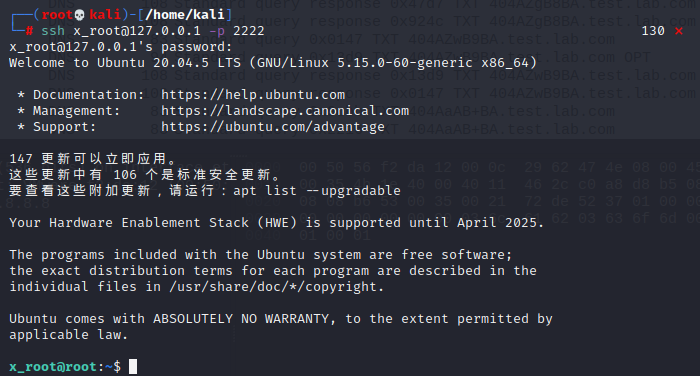 ┌──(root💀kali)-[/home/kali]
└─# ssh x_root@127.0.0.1 -p 2222 130 ⨯
x_root@127.0.0.1's password:
Welcome to Ubuntu 20.04.5 LTS (GNU/Linux 5.15.0-60-generic x86_64)
* Documentation: https://help.ubuntu.com
* Management: https://landscape.canonical.com
* Support: https://ubuntu.com/advantage
147 更新可以立即应用。
这些更新中有 106 个是标准安全更新。
要查看这些附加更新，请运行：apt list --upgradable
Your Hardware Enablement Stack (HWE) is supported until April 2025.
The programs included with the Ubuntu system are free software;
the exact distribution terms for each program are described in the
individual files in /usr/share/doc/*/copyright.
Ubuntu comes with ABSOLUTELY NO WARRANTY, to the extent permitted by
applicable law.
x_root@root:~$